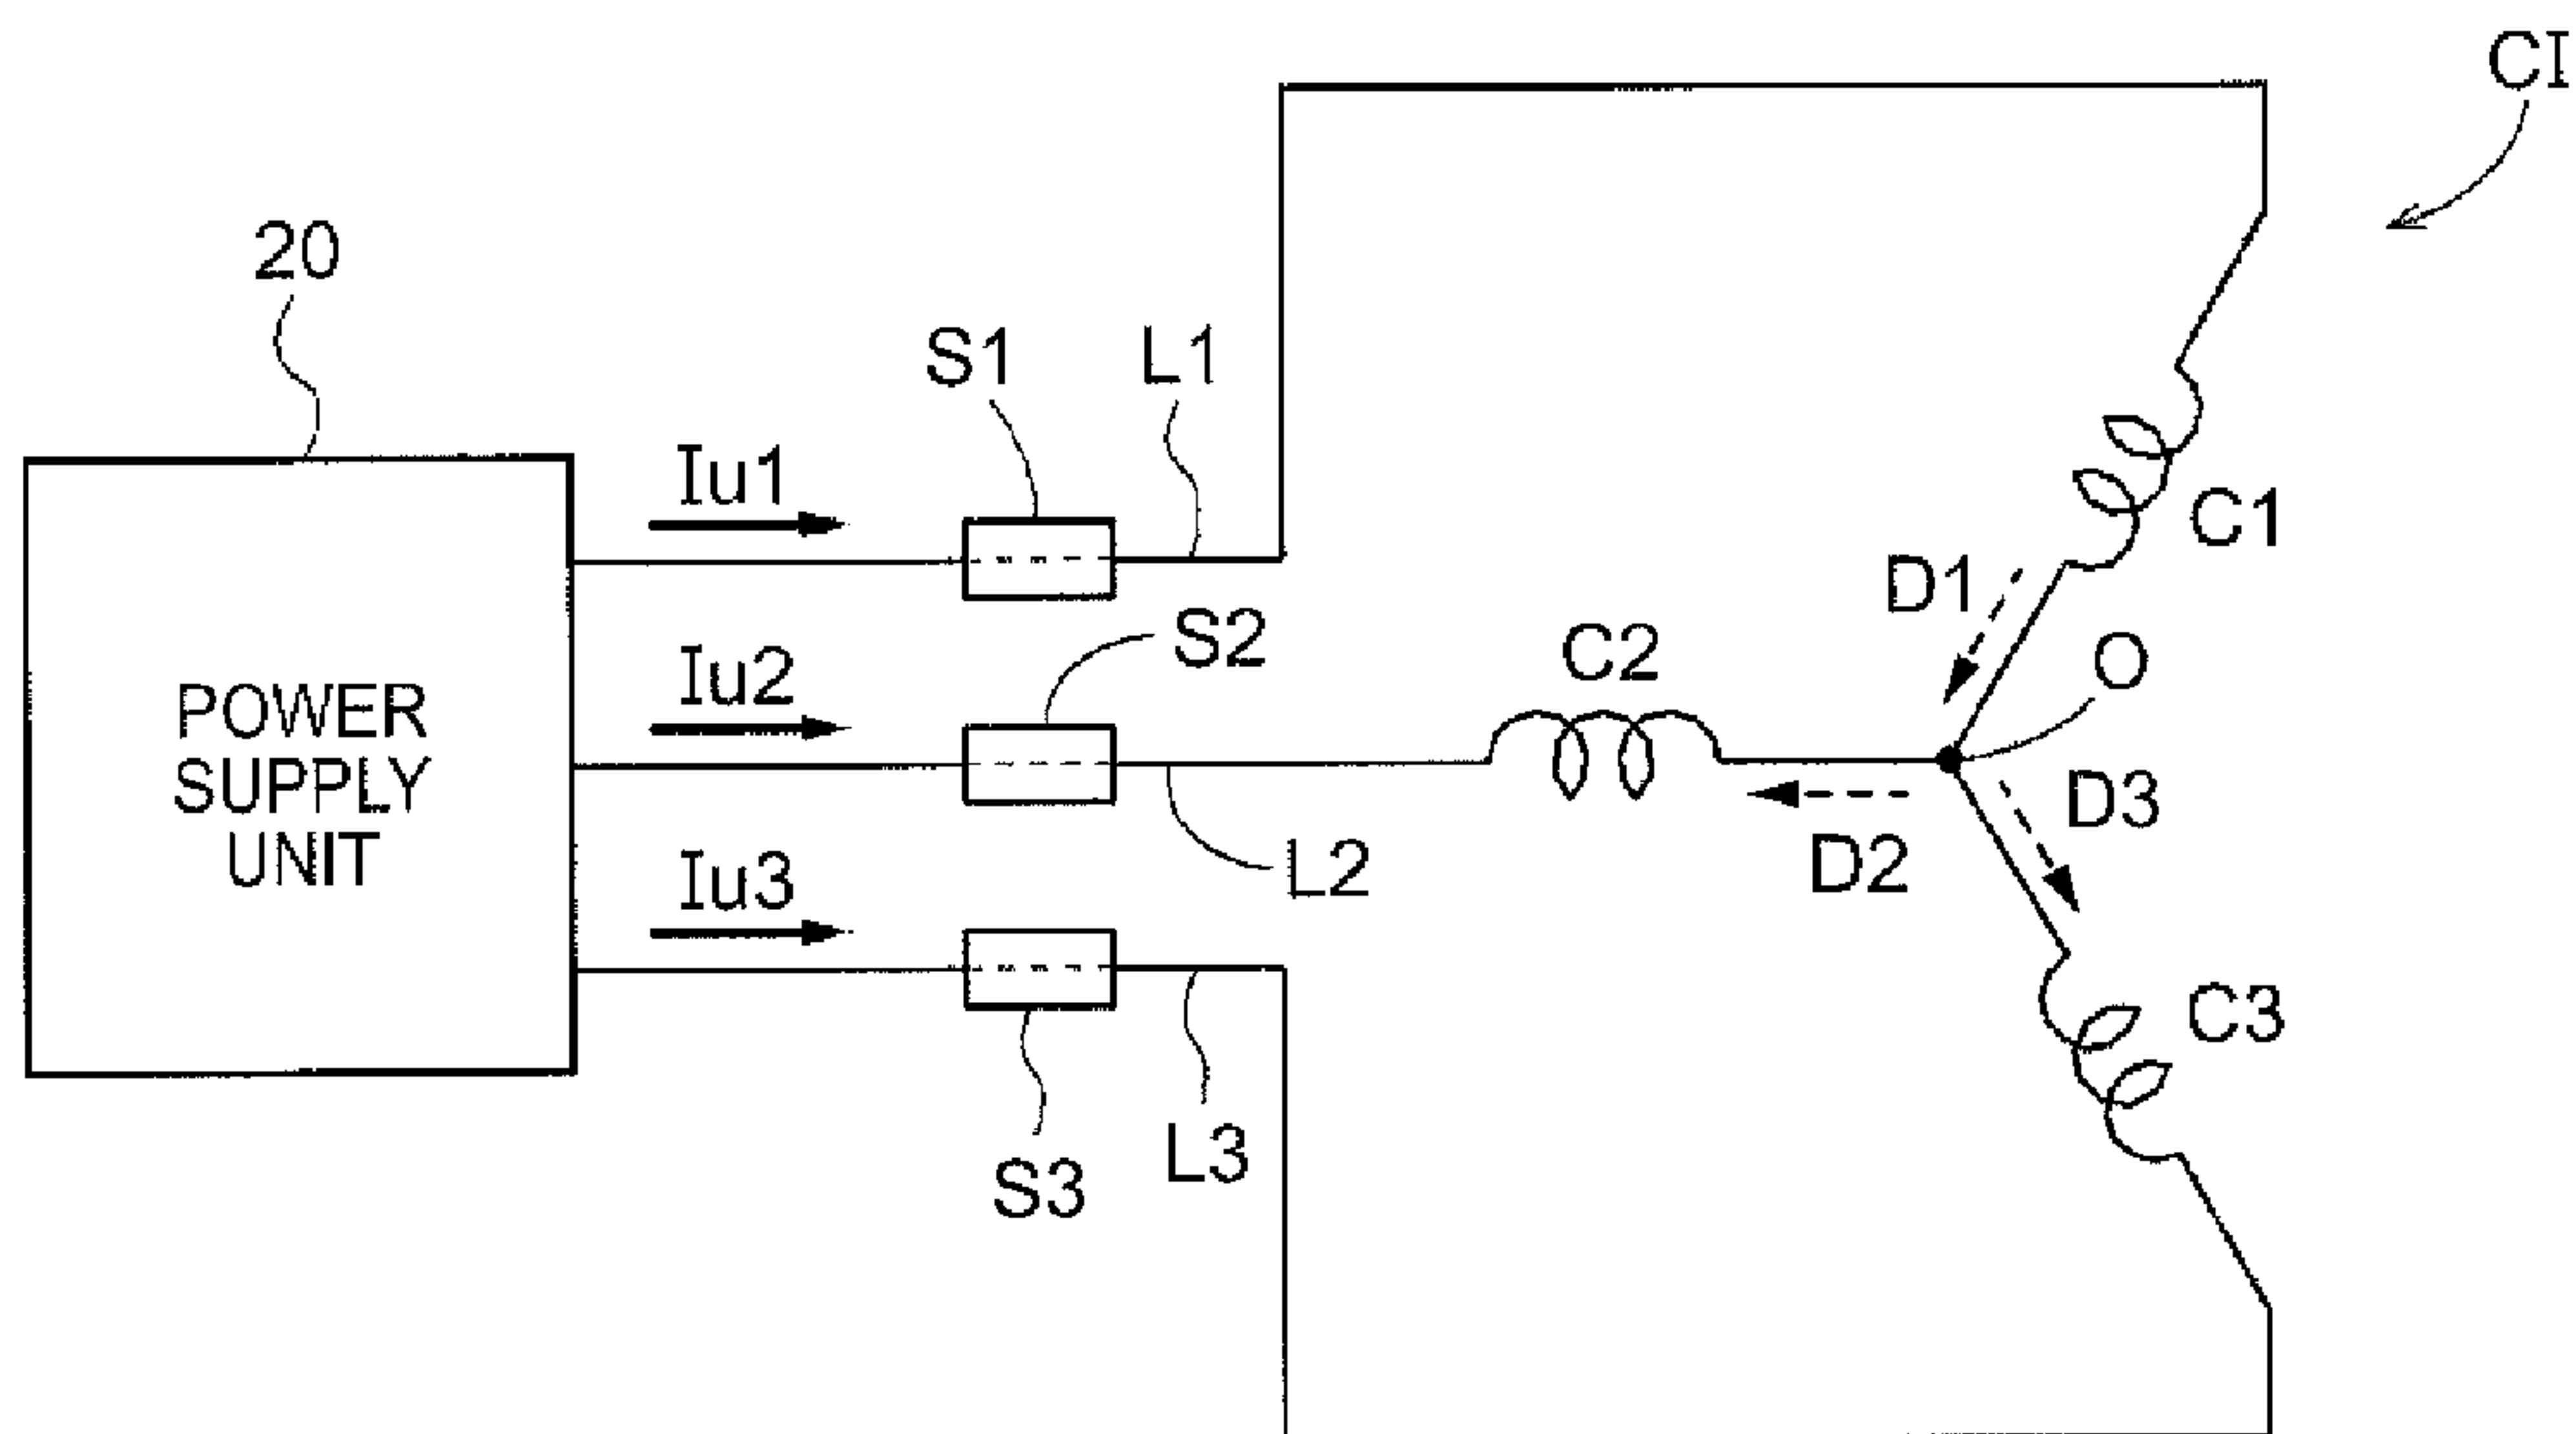 CI
20
S1
L1
Iu1
C1
D1
S2
Iu2
C2
O
POWER
SUPPLY
UNIT
D3
D2
L2
Iu3
C3
L3
S3